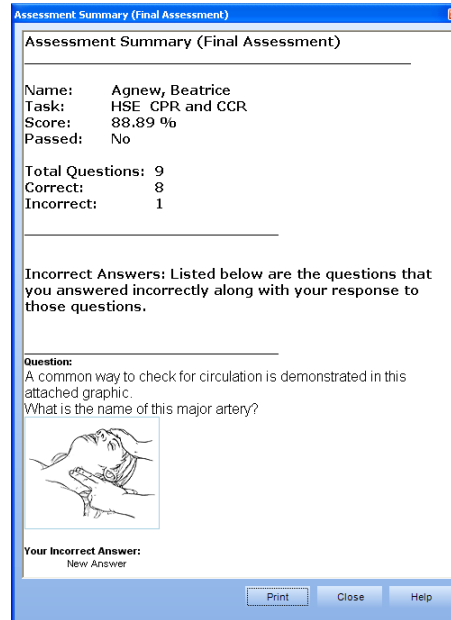 Assessment Summary (Final Assessment)
Assessment Summary (Final Assessment)
Name: Agnew, Beatrice
Task: HSE CPR and CCR
Score: 88.89 %
Passed: No
Total Questions: 9
Correct: 8
Incorrect: 1
Incorrect Answers: Listed below are the questions that
you answered incorrectly along with your response to
those questions.
Question:
A common way to check for circulation is demonstrated in this
attached graphic.
What is the name of this major artery?
Your Incorrect Answer:
New Answer
Print Close Help